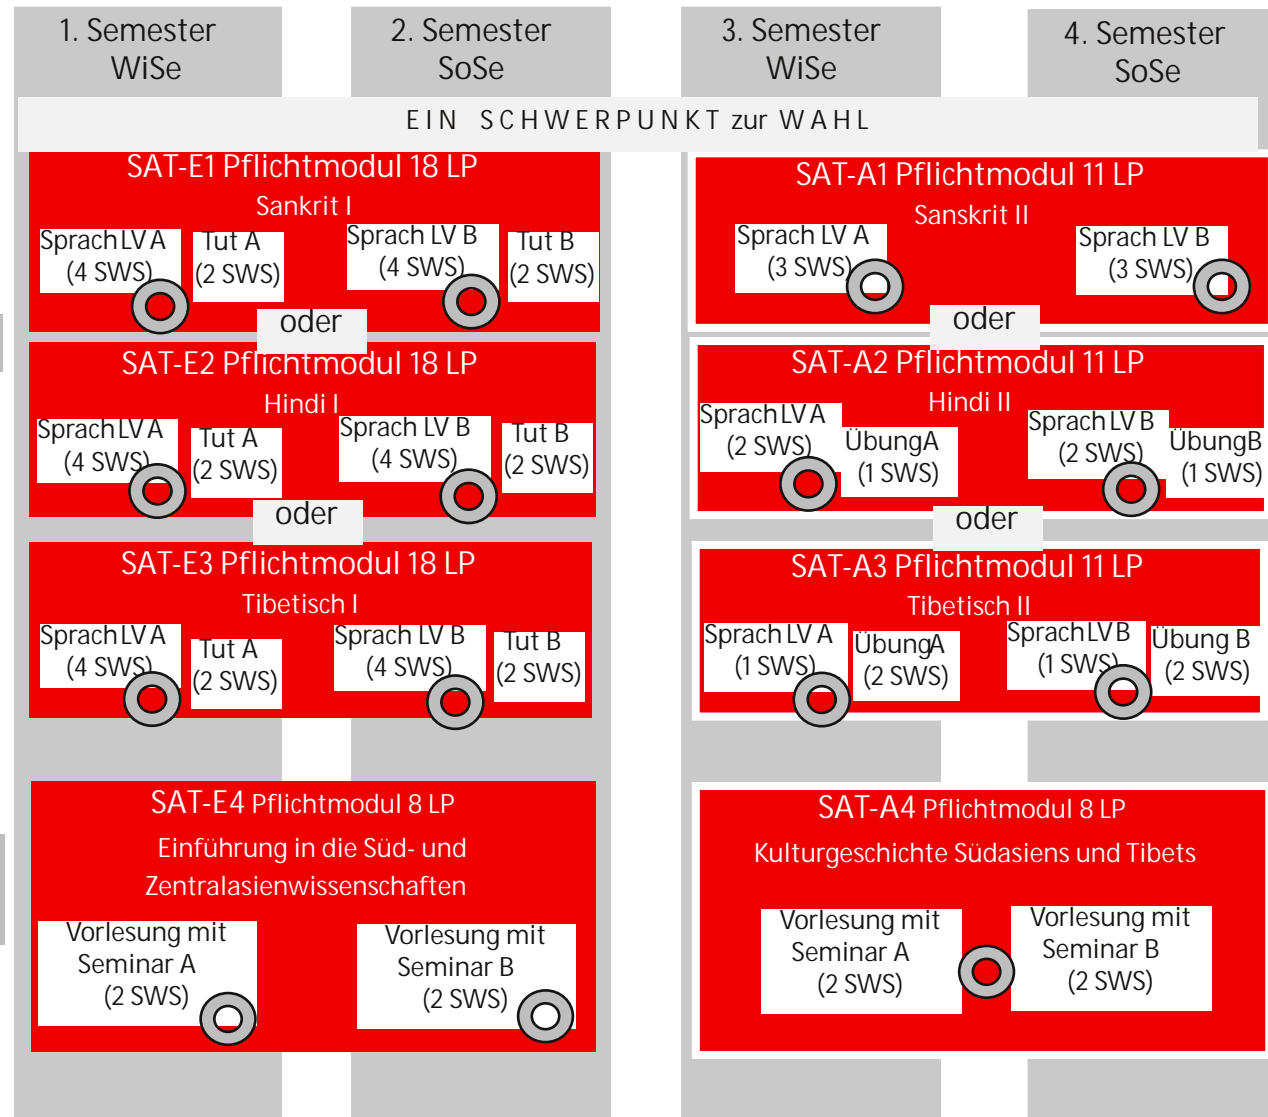 1. Semester
WiSe
2. Semester
SoSe
3. Semester
WiSe
4. Semester
SoSe
EIN SCHWERPUNKT zur WAHL
SAT-E1 Pflichtmodul 18 LP
Sankrit I
Sprach LV A
(4 SWS)
Tut A
(2 SWS)
Sprach LV B
(4 SWS)
Tut B
(2 SWS)
oder
SAT-E2 Pflichtmodul 18 LP
Hindi I
Sprach LV A
(4 SWS)
Tut A
(2 SWS)
Sprach LV B
(4 SWS)
Tut B
(2 SWS)
oder
SAT-E3 Pflichtmodul 18 LP
Tibetisch I
Sprach LV A
(4 SWS)
Tut A
(2 SWS)
Sprach LV B
(4 SWS)
Tut B
(2 SWS)
SAT-E4 Pflichtmodul 8 LP
Einführung in die Süd- und
Zentralasienwissenschaften
Vorlesung mit
Seminar A
(2 SWS)
Vorlesung mit
Seminar B
(2 SWS)
SAT-A1 Pflichtmodul 11 LP
Sanskrit II
Sprach LV A
(3 SWS)
Sprach LV B
(3 SWS)
oder
SAT-A2 Pflichtmodul 11 LP
Hindi II
Sprach LV A
(2 SWS)
Übung A
(1 SWS)
Sprach LV B
(2 SWS)
Übung B
(1 SWS)
oder
SAT-A3 Pflichtmodul 11 LP
Tibetisch II
Sprach LV A
(1 SWS)
Übung A
(2 SWS)
Sprach LV B
(1 SWS)
Übung B
(2 SWS)
SAT-A4 Pflichtmodul 8 LP
Kulturgeschichte Südasiens und Tibets
Vorlesung mit
Seminar A
(2 SWS)
Vorlesung mit
Seminar B
(2 SWS)